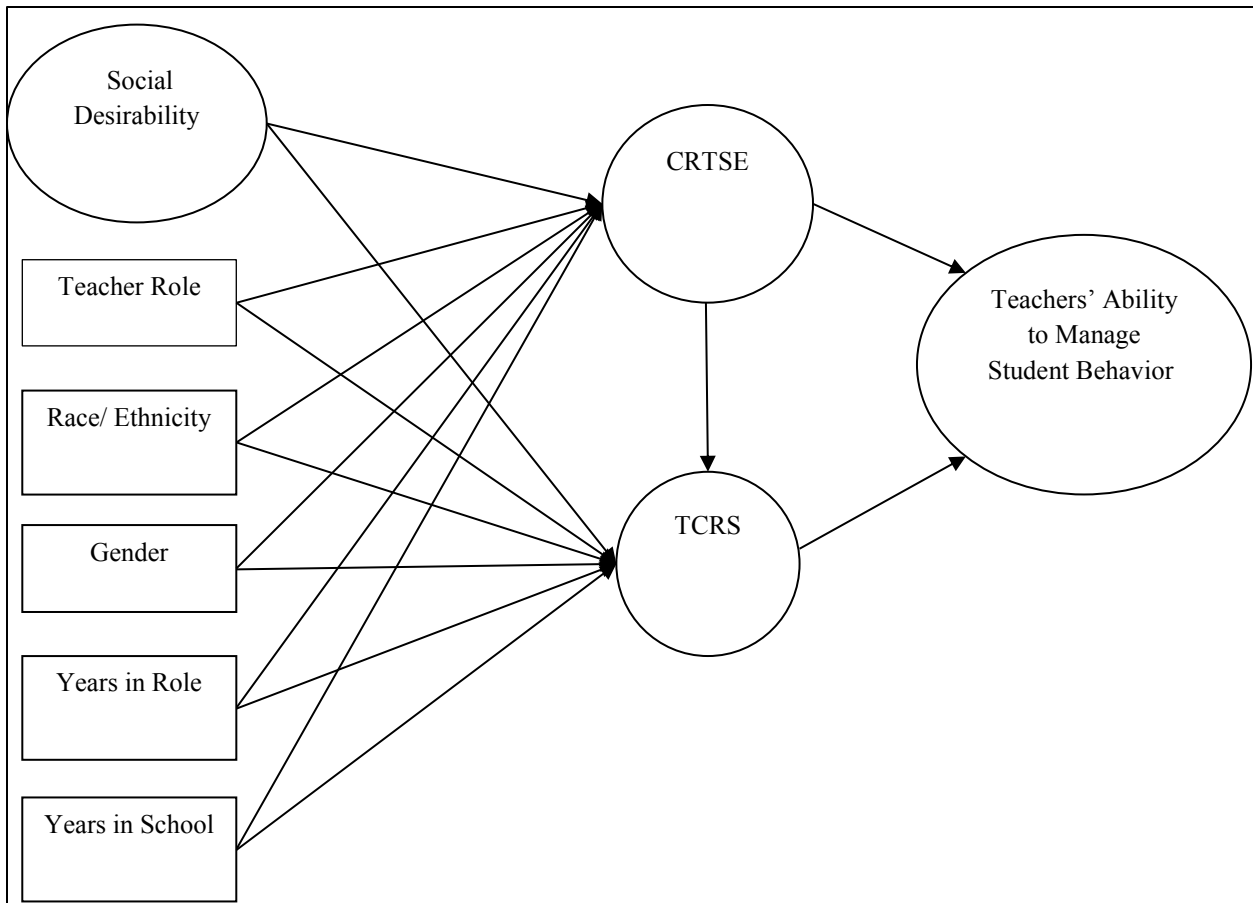 Social
Desirability
CRTSE
Teacher Role
Teachers’ Ability
to Manage
Student Behavior
Race/ Ethnicity
Gender
TCRS
Years in Role
Years in School